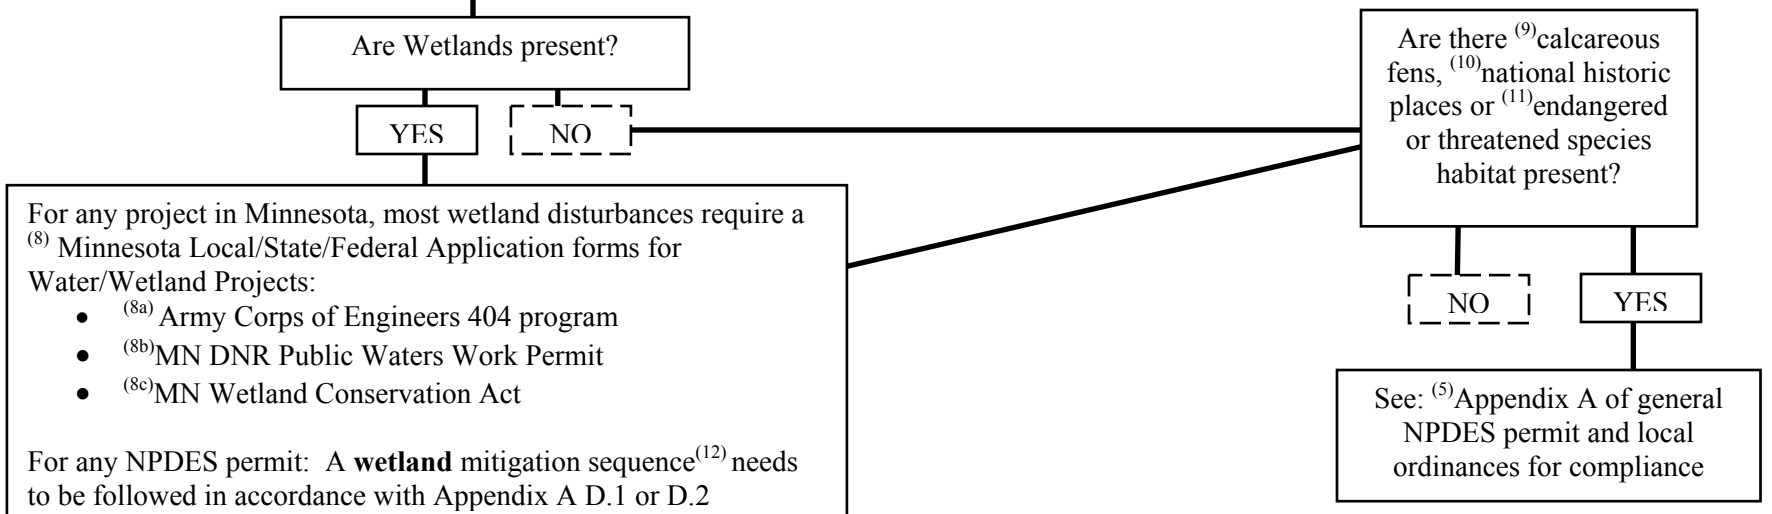 Are Wetlands present?
YES
NO
For any project in Minnesota, most wetland disturbances require a
(8) Minnesota Local/State/Federal Application forms for
Water/Wetland Projects:
• (8a) Army Corps of Engineers 404 program
• (8b)MN DNR Public Waters Work Permit
• (8c)MN Wetland Conservation Act
For any NPDES permit: A wetland mitigation sequence(12) needs
to be followed in accordance with Appendix A D.1 or D.2
Are there (9)calcareous
fens, (10)national historic
places or (11)endangered
or threatened species
habitat present?
NO
YES
See: (5)Appendix A of general
NPDES permit and local
ordinances for compliance